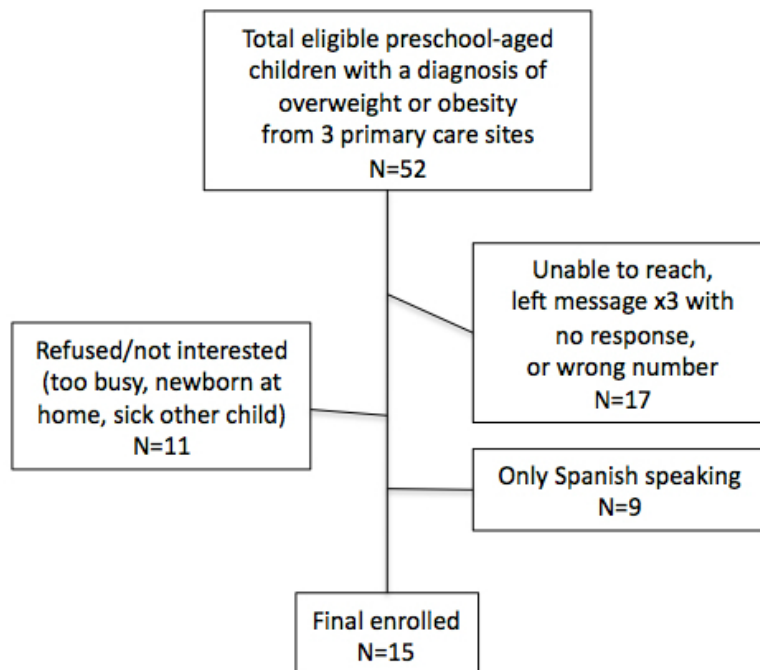 Total eligible preschool-aged
children with a diagnosis of
overweight or obesity
from 3 primary care sites
N=52
Unable to reach,
left message x3 with
no response,
or wrong number
N=17
Refused/not interested
(too busy, newborn at
home, sick other child)
N=11
Only Spanish speaking
N=9
Final enrolled
N=15